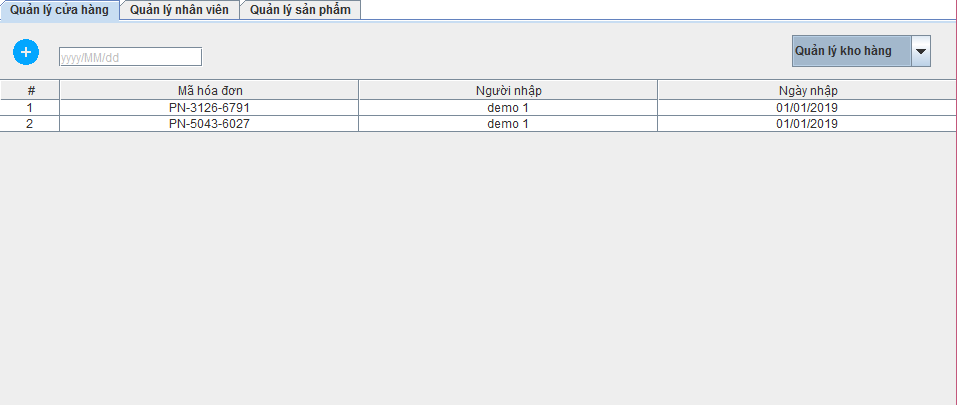 Quản lý cửa hàng Quản lý nhân viên Quản lý sản phẩm
yyyy/MM/dd Quản lý kho hàng
# Mã hóa đơn Người nhập Ngày nhập
1 PN-3126-6791 demo 1 01/01/2019
2 PN-5043-6027 demo 1 01/01/2019